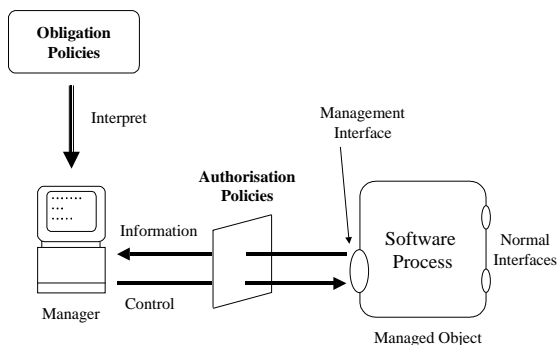 Obligation
Policies
Interpret
Management
Interface
Authorisation
Policies
Information
Software
Process
Normal
Interfaces
Control
Manager
Managed Object